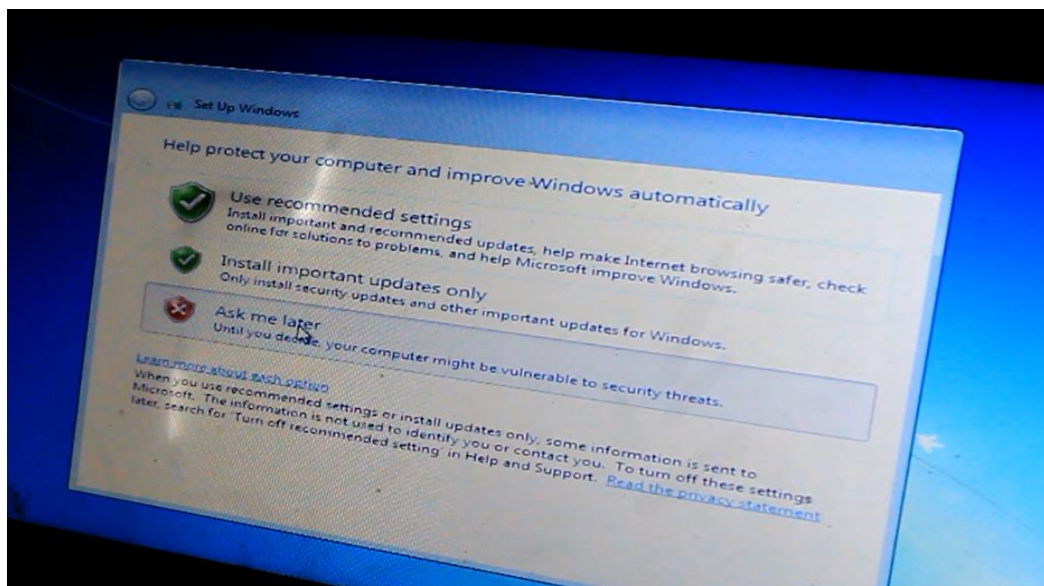 Set Up Windows
Help protect your computer and improve Windows automatically
Use recommended settings
Install important and recommended updates, help make Internet browsing safer, check
online for solutions to problems, and help Microsoft improve Windows.
Install important updates only
Only install security updates and other important updates for Windows.
Ask me later
Until you decide, your computer might be vulnerable to security threats.
Learn more about each option
When you use recommended settings or install updates only, some information is sent to
Microsoft. The information is not used to identify you or contact you. To turn off these settings
later, search for 'Turn off recommended setting' in Help and Support. Read the privacy statement